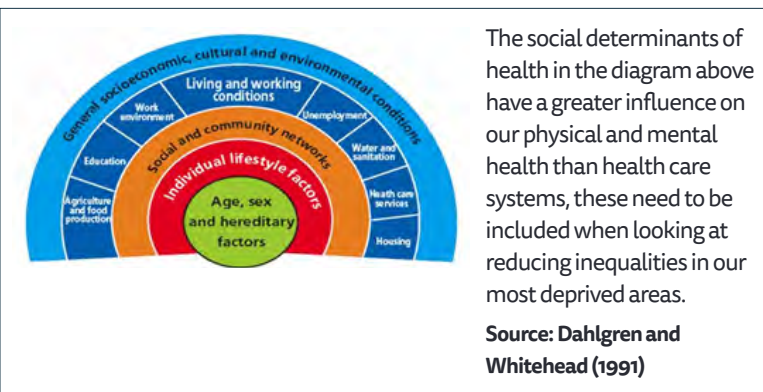 General socioeconomic, cultural and environmental conditions
Living and working
conditions
Work
environment
Unemployment
Education
Water and
sanitation
Agriculture
and food
production
Heath care
services
Housing
Social and community networks
Individual lifestyle factors
Age, sex
and hereditary
factors
The social determinants of
health in the diagram above
have a greater influence on
our physical and mental
health than health care
systems, these need to be
included when looking at
reducing inequalities in our
most deprived areas.
Source: Dahlgren and
Whitehead (1991)